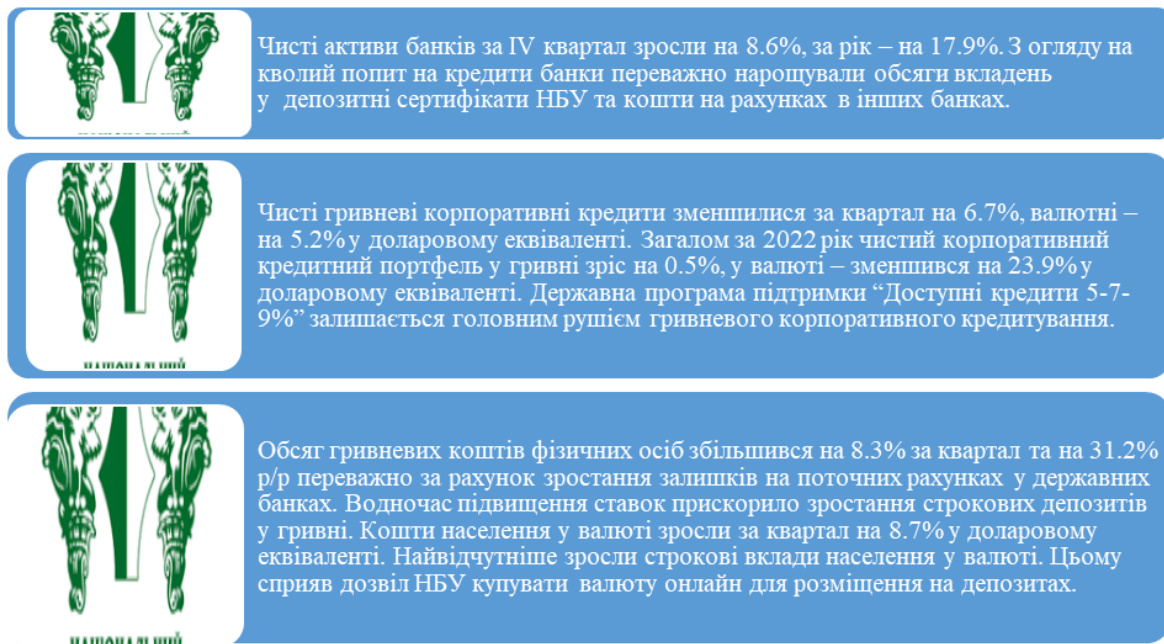 Чисті активи банків за IV квартал зросли на 8.6%, за рік – на 17.9%. З огляду на
кволий попит на кредити банки переважно нарощували обсяги вкладень
у депозитні сертифікати НБУ та кошти на рахунках в інших банках.
Чисті гривневі корпоративні кредити зменшилися за квартал на 6.7%, валютні –
на 5.2% у доларовому еквіваленті. Загалом за 2022 рік чистий корпоративний
кредитний портфель у гривні зріс на 0.5%, у валюті – зменшився на 23.9% у
доларовому еквіваленті. Державна програма підтримки “Доступні кредити 5-7-
9%” залишається головним рушієм гривневого корпоративного кредитування.
Обсяг гривневих коштів фізичних осіб збільшився на 8.3% за квартал та на 31.2%
р/р переважно за рахунок зростання залишків на поточних рахунках у державних
банках. Водночас підвищення ставок прискорило зростання строкових депозитів
у гривні. Кошти населення у валюті зросли за квартал на 8.7% у доларовому
еквіваленті. Найвідчутніше зросли строкові вклади населення у валюті. Цьому
сприяв дозвіл НБУ купувати валюту онлайн для розміщення на депозитах.